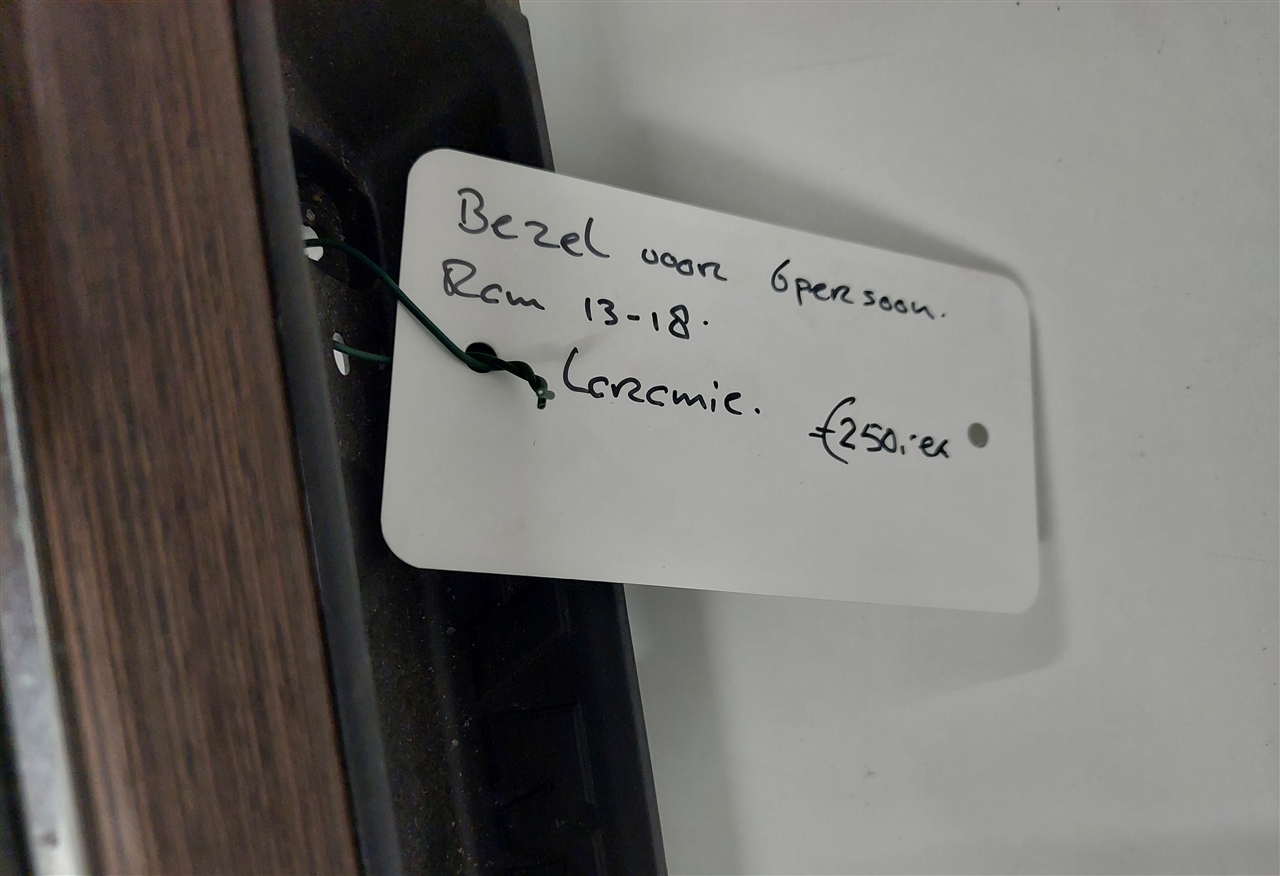 Bezel voor 6persoon.
Ram 13-18.
Laramie.
€250,-ex